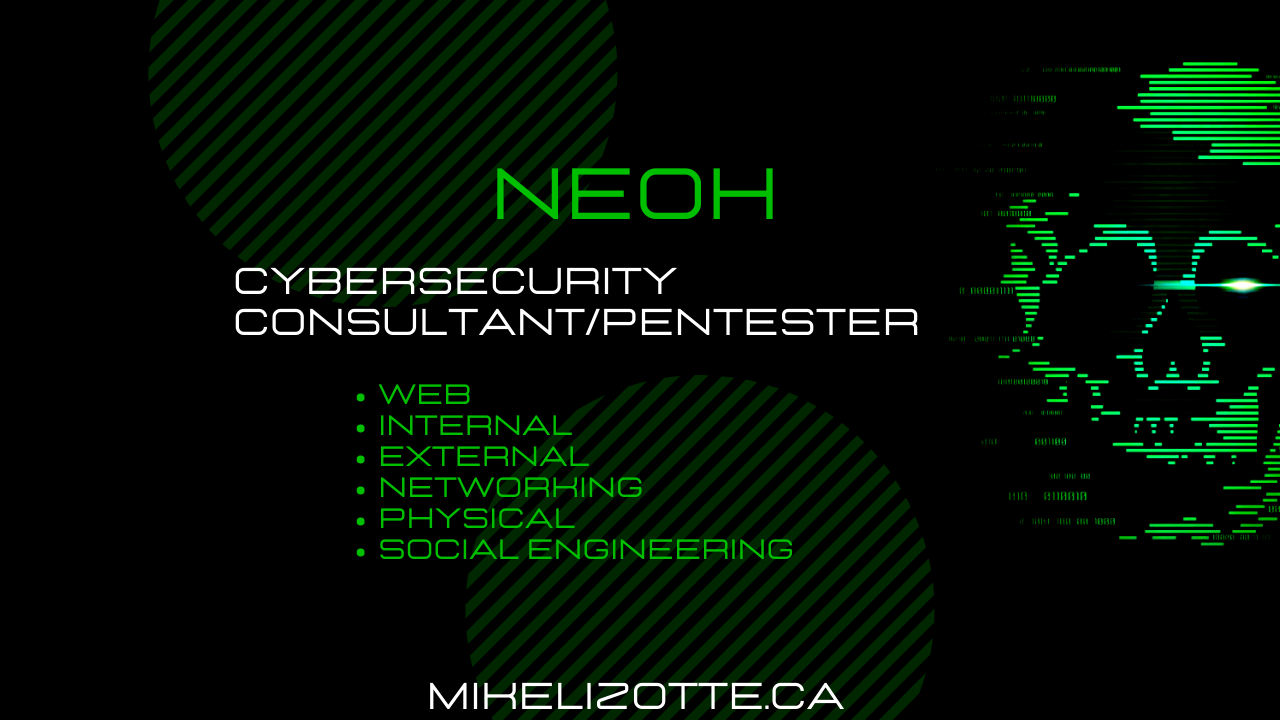 NEOH
CYBERSECURITY
CONSULTANT/PENTESTER
• WEB
• INTERNAL
• EXTERNAL
• NETWORKING
• PHYSICAL
• SOCIAL ENGINEERING
MIKELIZOTTE.CA